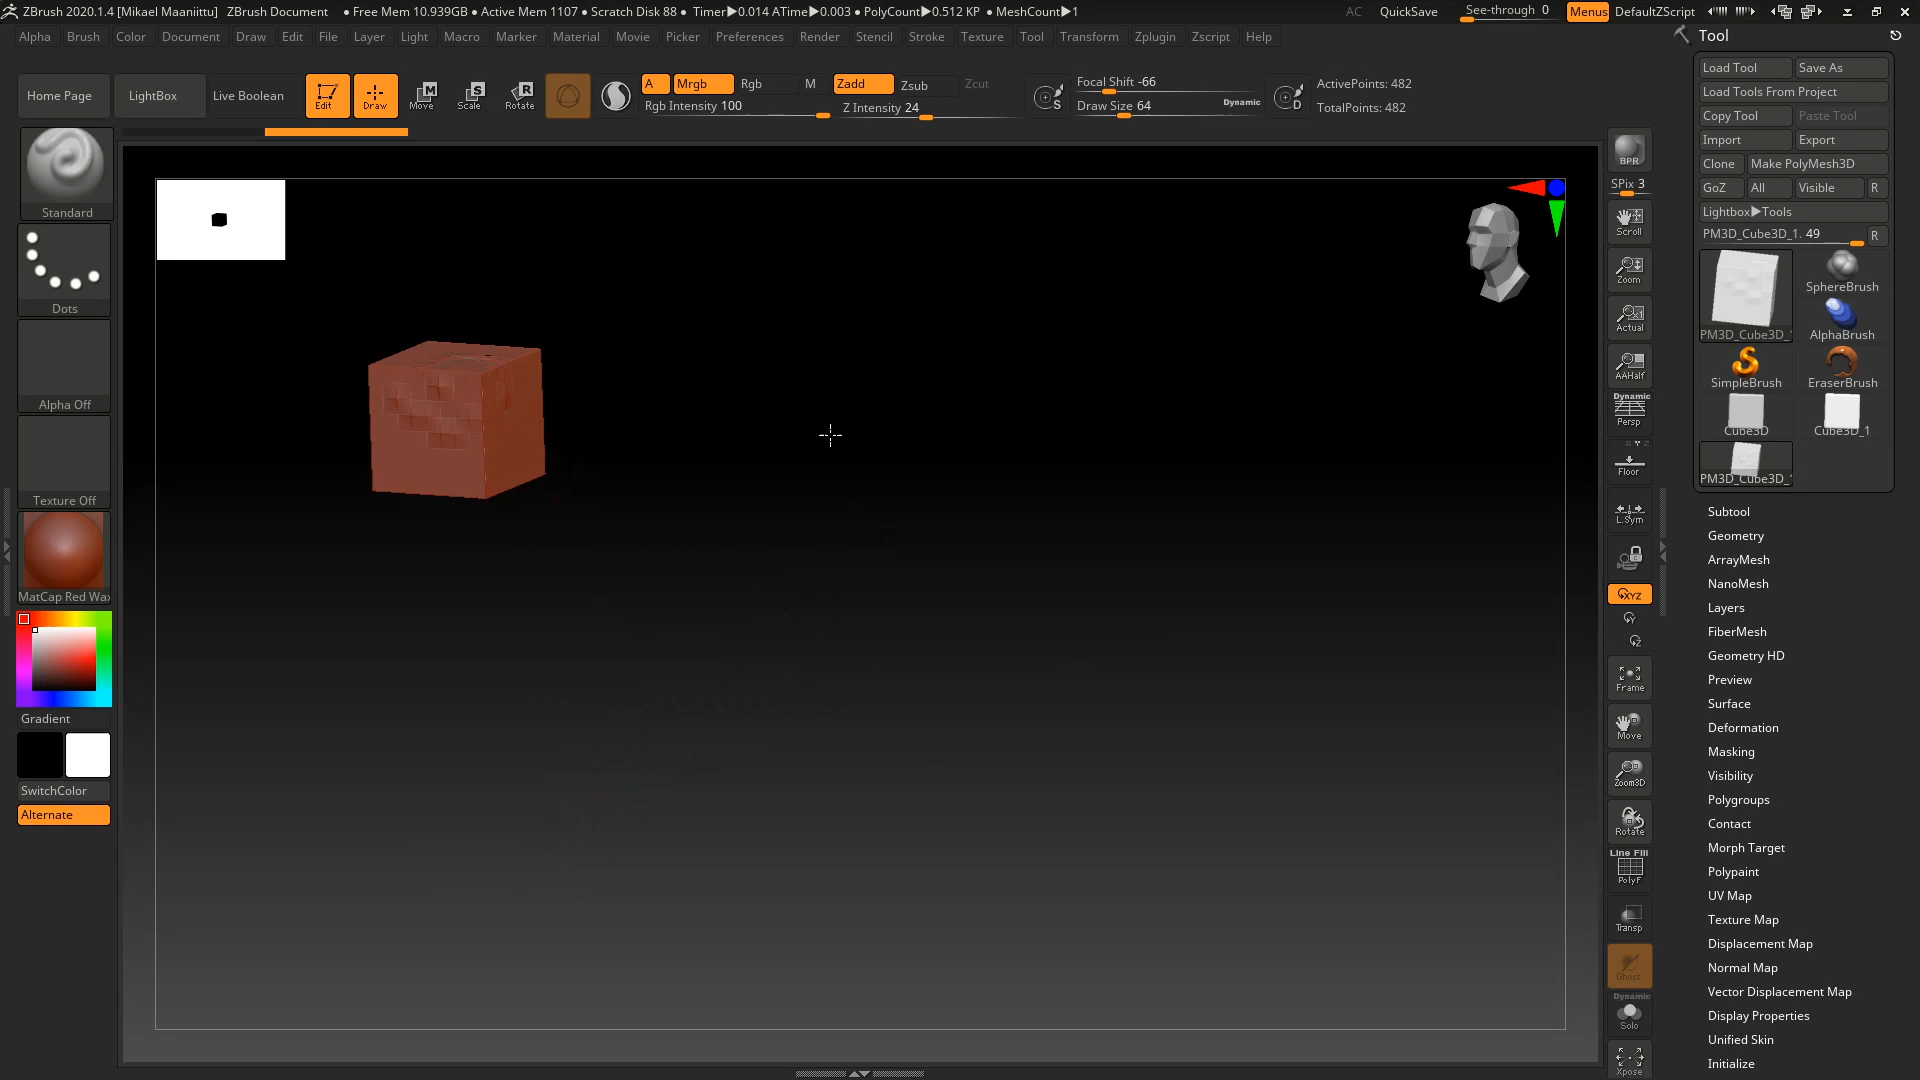 ZBrush 2020.1.4 [Mikael Maaniittu] ZBrush Document ● Free Mem 10.939GB ● Active Mem 1107 ● Scratch Disk 88 ● Timer▶0.014 ATime▶0.003 ● PolyCount▶0.512 KP ● MeshCount▶1 AC QuickSave See-through 0 Menus DefaultZScript
Alpha Brush Color Document Draw Edit File Layer Light Macro Marker Material Movie Picker Preferences Render Stencil Stroke Texture Tool Transform Zplugin Zscript Help
Home Page LightBox Live Boolean Edit Draw Move Scale Rotate
A Mrgb Rgb M Zadd Zsub Zcut
Rgb Intensity 100 Z Intensity 24
S Focal Shift -66
Draw Size 64 Dynamic D
ActivePoints: 482
TotalPoints: 482
Standard
Dots
Alpha Off
Texture Off
MatCap Red Wax
Gradient
SwitchColor
Alternate
BPR
SPix 3
Scroll
Zoom
Actual
AAHalf
Dynamic
Persp
Floor
L.Sym
XYZ
Y
Z
Frame
Move
Zoom3D
Rotate
Line Fill
PolyF
Transp
Ghost
Dynamic
Solo
Xpose
Tool
Load Tool Save As
Load Tools From Project
Copy Tool Paste Tool
Import Export
Clone Make PolyMesh3D
GoZ All Visible R
Lightbox▶Tools
PM3D_Cube3D_1. 49 R
PM3D_Cube3D_1 SphereBrush
AlphaBrush
SimpleBrush EraserBrush
Cube3D Cube3D_1
PM3D_Cube3D_1
Subtool
Geometry
ArrayMesh
NanoMesh
Layers
FiberMesh
Geometry HD
Preview
Surface
Deformation
Masking
Visibility
Polygroups
Contact
Morph Target
Polypaint
UV Map
Texture Map
Displacement Map
Normal Map
Vector Displacement Map
Display Properties
Unified Skin
Initialize